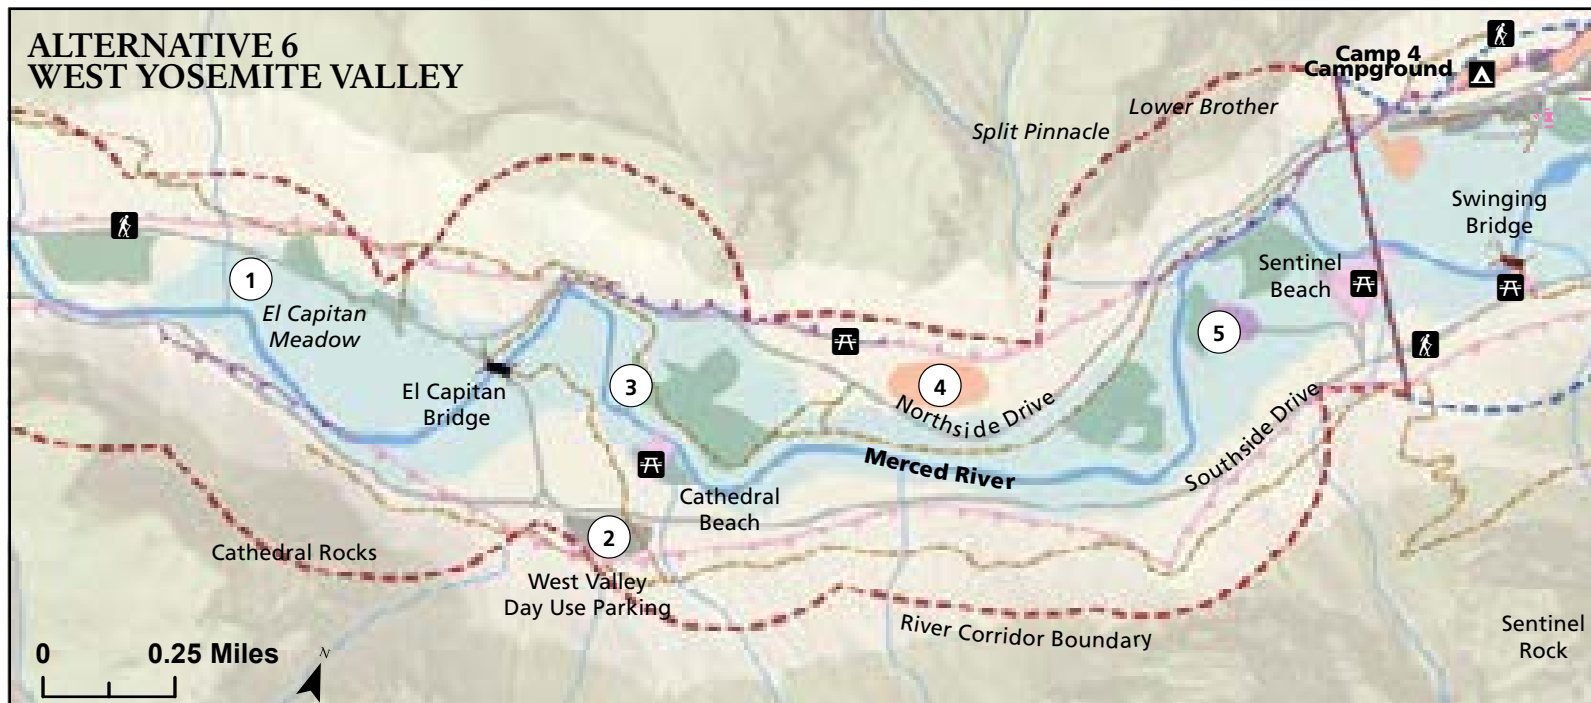 ALTERNATIVE 6
WEST YOSEMITE VALLEY
Camp 4
Campground
Lower Brother
Split Pinnacle
Swinging
Bridge
Sentinel
Beach
1
El Capitan
Meadow
El Capitan
Bridge
3
4
5
Northside Drive
Merced River
Southside Drive
Cathedral
Beach
2
Cathedral Rocks
West Valley
Day Use Parking
River Corridor Boundary
Sentinel
Rock
0 0.25 Miles
N